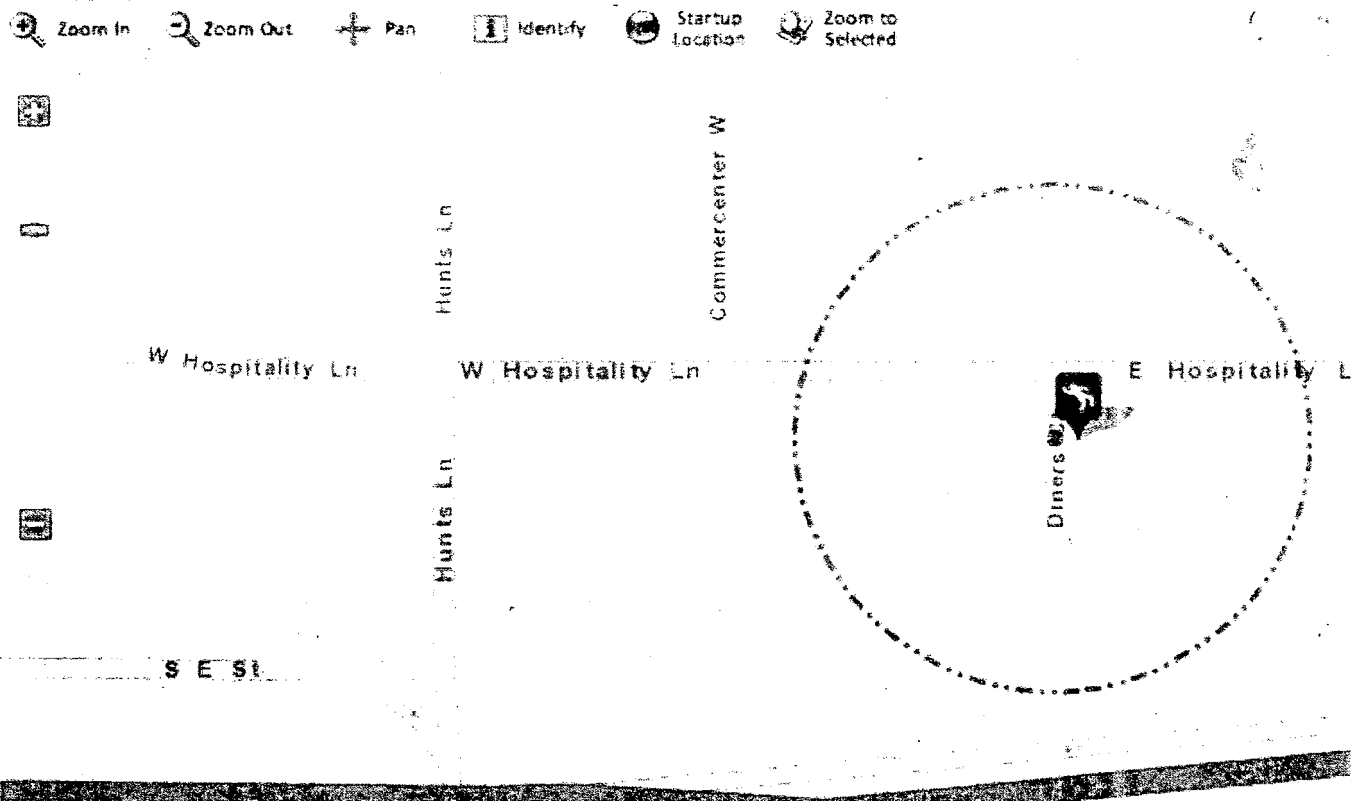 Zoom In
Zoom Out
Pan
Identify
Startup
Location
Zoom to
Selected
Commercenter W
Hunts Ln
W Hospitality Ln
W Hospitality Ln
E Hospitality L
Diners
Hunts Ln
S E St